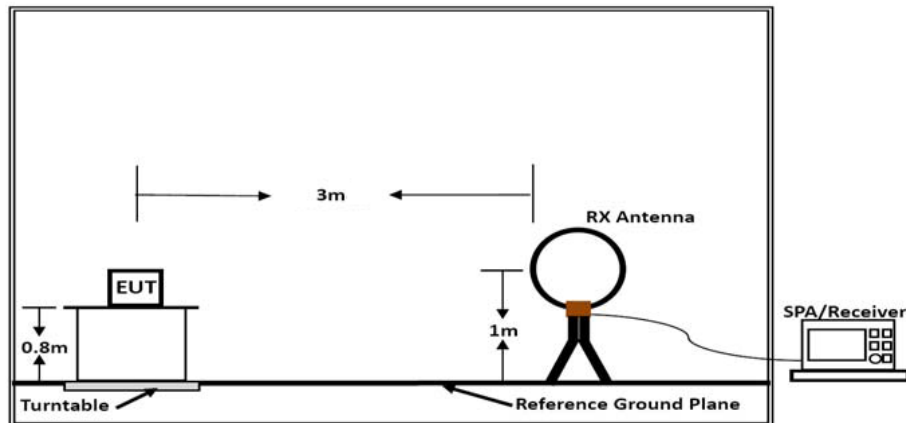 3m
RX Antenna
EUT
SPA/Receiver
0.8m
1m
Turntable
Reference Ground Plane